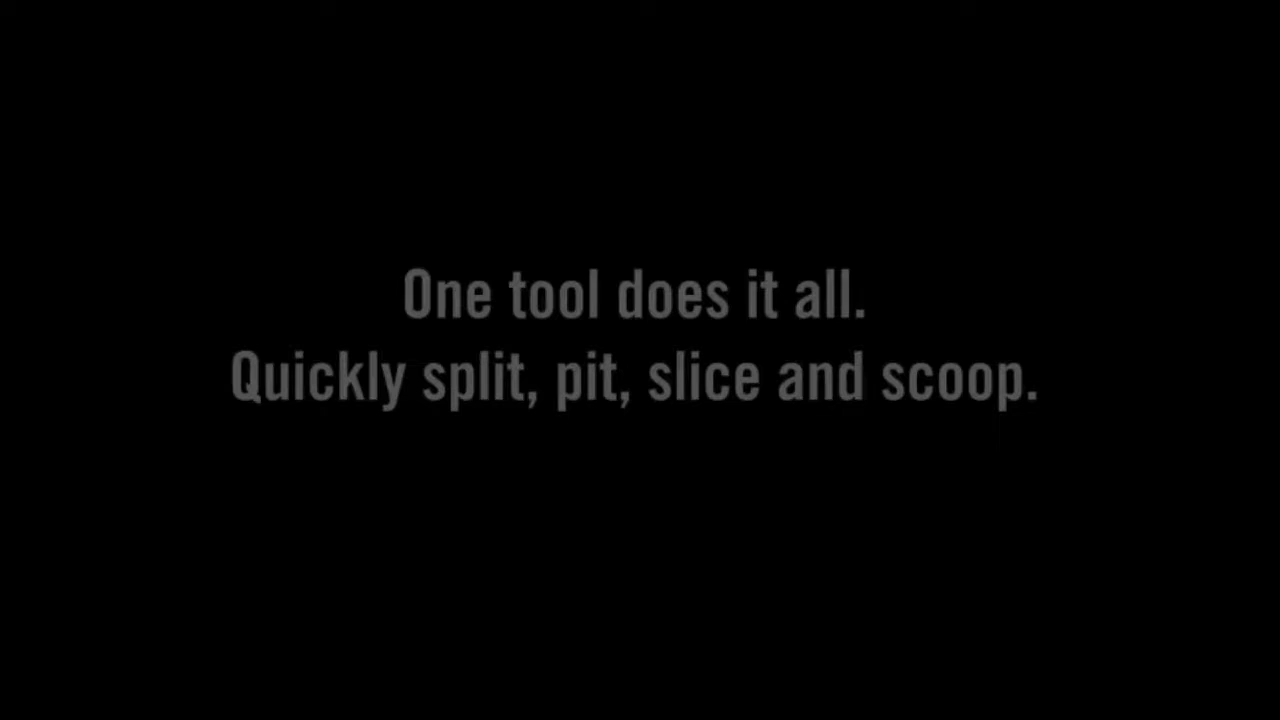 One tool does it all.
Quickly split, pit, slice and scoop.